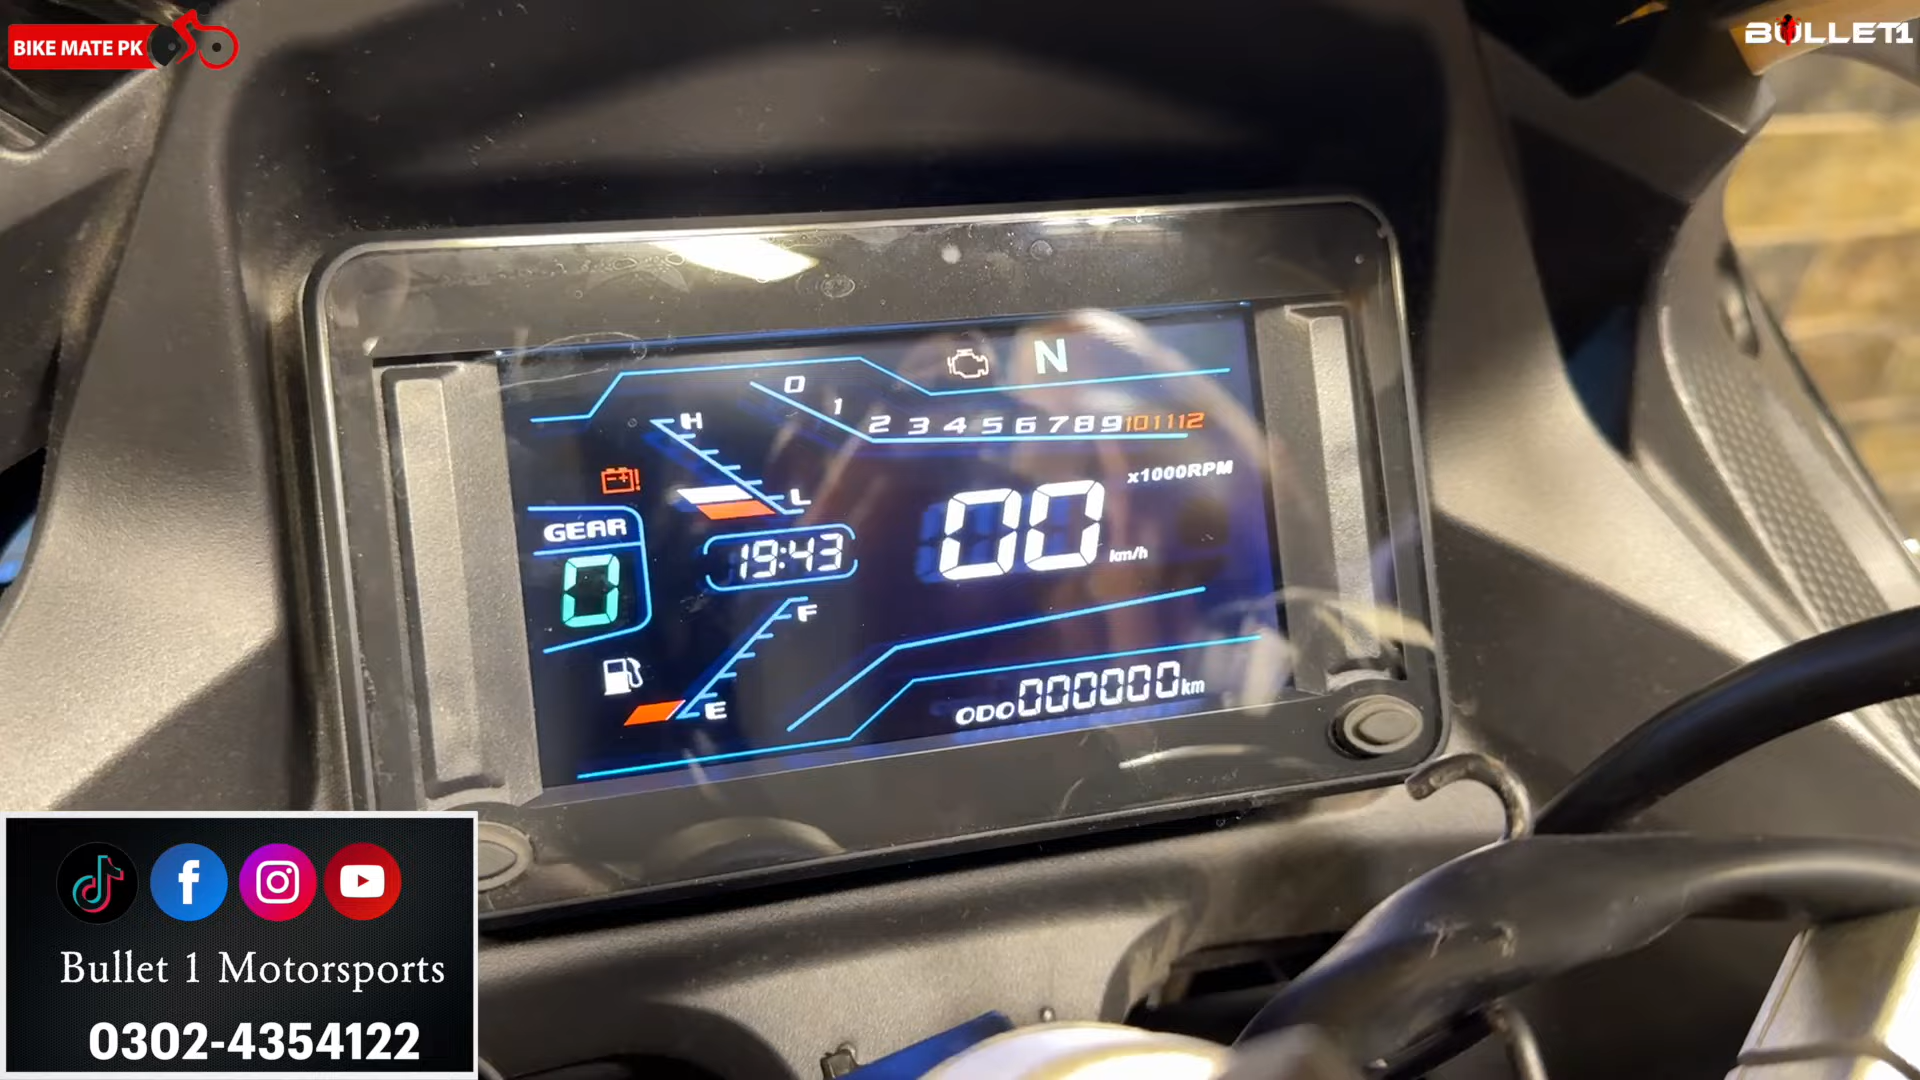 BIKE MATE PK
BULLET1
N
0
1
2 3 4 5 6 7 8 9 10 11 12
x1000RPM
H
L
GEAR
0
19:43
00
km/h
F
E
ODO 000000 km
Bullet 1 Motorsports
0302-4354122